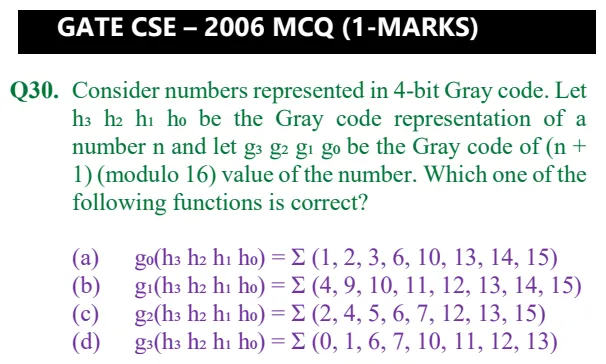 GATE CSE – 2006 MCQ (1-MARKS)
Q30. Consider numbers represented in 4-bit Gray code. Let
h₃ h₂ h₁ h₀ be the Gray code representation of a
number n and let g₃ g₂ g₁ g₀ be the Gray code of (n +
1) (modulo 16) value of the number. Which one of the
following functions is correct?
(a) g₀(h₃ h₂ h₁ h₀) = Σ (1, 2, 3, 6, 10, 13, 14, 15)
(b) g₁(h₃ h₂ h₁ h₀) = Σ (4, 9, 10, 11, 12, 13, 14, 15)
(c) g₂(h₃ h₂ h₁ h₀) = Σ (2, 4, 5, 6, 7, 12, 13, 15)
(d) g₃(h₃ h₂ h₁ h₀) = Σ (0, 1, 6, 7, 10, 11, 12, 13)